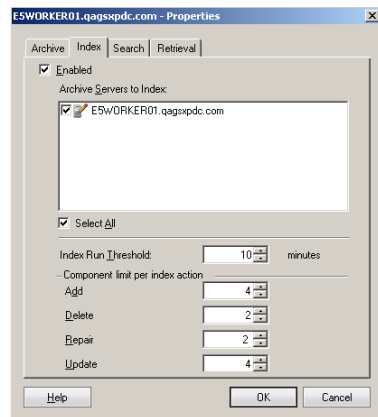 E5WORKER01.qagsxpdc.com - Properties
Archive Index Search Retrieval
Enabled
Archive Servers to Index:
E5WORKER01.qagsxpdc.com
Select All
Index Run Threshold: 10 minutes
Component limit per index action
Add 4
Delete 2
Repair 2
Update 4
Help OK Cancel